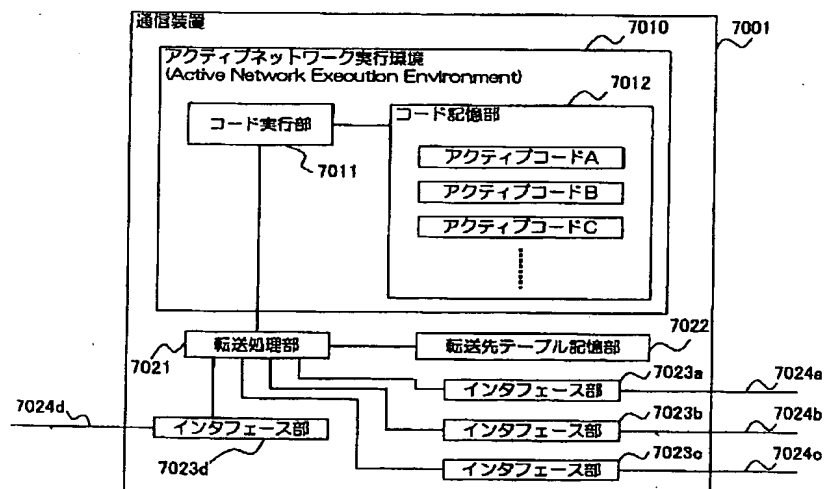 通信装置
7010
7001
アクティブネットワーク実行環境
(Active Network Execution Environment)
7012
コード実行部
コード記憶部
7011
アクティブコードA
アクティブコードB
アクティブコードC
転送処理部
7021
転送先テーブル記憶部
7022
7023a
インタフェース部
7024a
7024d
インタフェース部
7023d
7023b
インタフェース部
7024b
7023c
インタフェース部
7024c